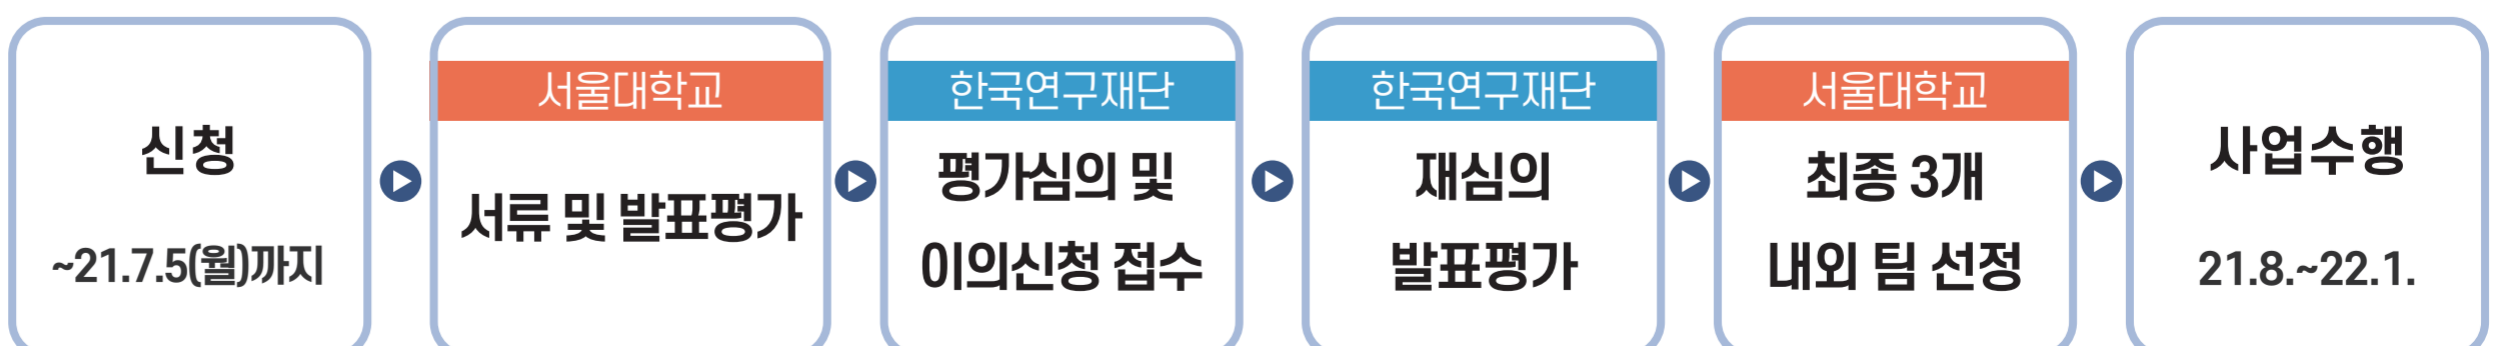 신청
~21.7.5(월)까지
서울대학교
서류 및 발표평가
한국연구재단
평가심의 및
이의신청 접수
한국연구재단
재심의
발표평가
서울대학교
최종 3개
내외 팀 선정
사업 수행
21.8.~22.1.